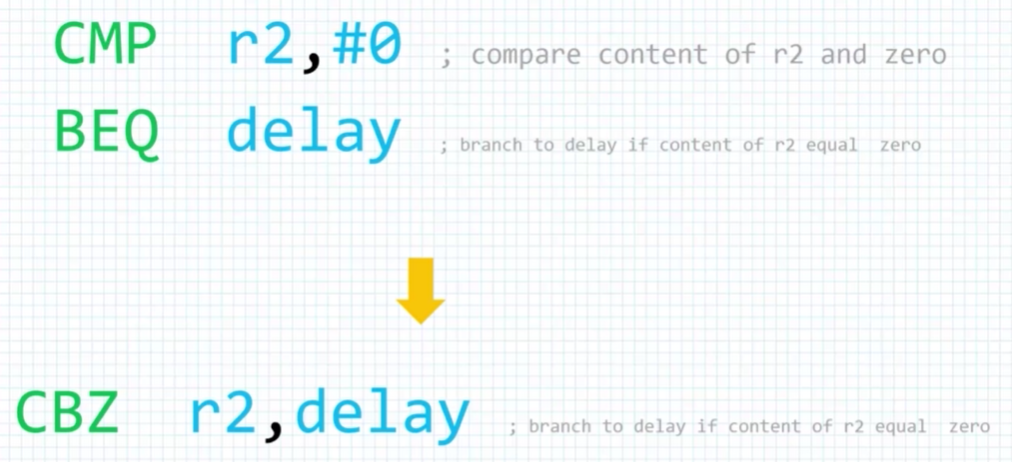 CMP r2,#0 ; compare content of r2 and zero
BEQ delay ; branch to delay if content of r2 equal zero
CBZ r2,delay ; branch to delay if content of r2 equal zero